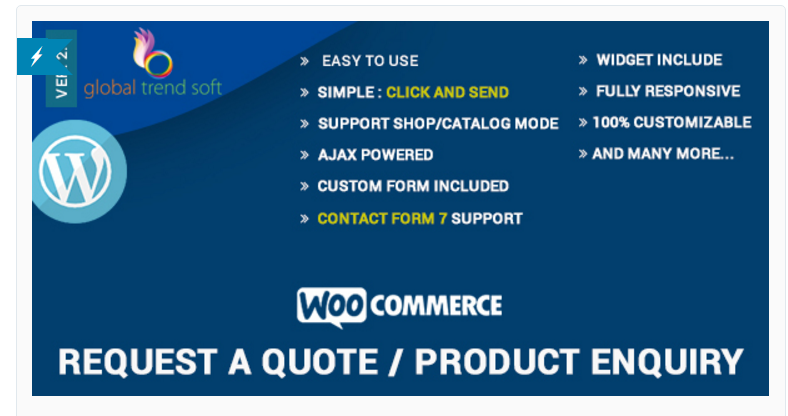 VER. 2.
global trend soft
» EASY TO USE
» SIMPLE : CLICK AND SEND
» SUPPORT SHOP/CATALOG MODE
» AJAX POWERED
» CUSTOM FORM INCLUDED
» CONTACT FORM 7 SUPPORT
» WIDGET INCLUDE
» FULLY RESPONSIVE
» 100% CUSTOMIZABLE
» AND MANY MORE...
W
WOO COMMERCE
REQUEST A QUOTE / PRODUCT ENQUIRY